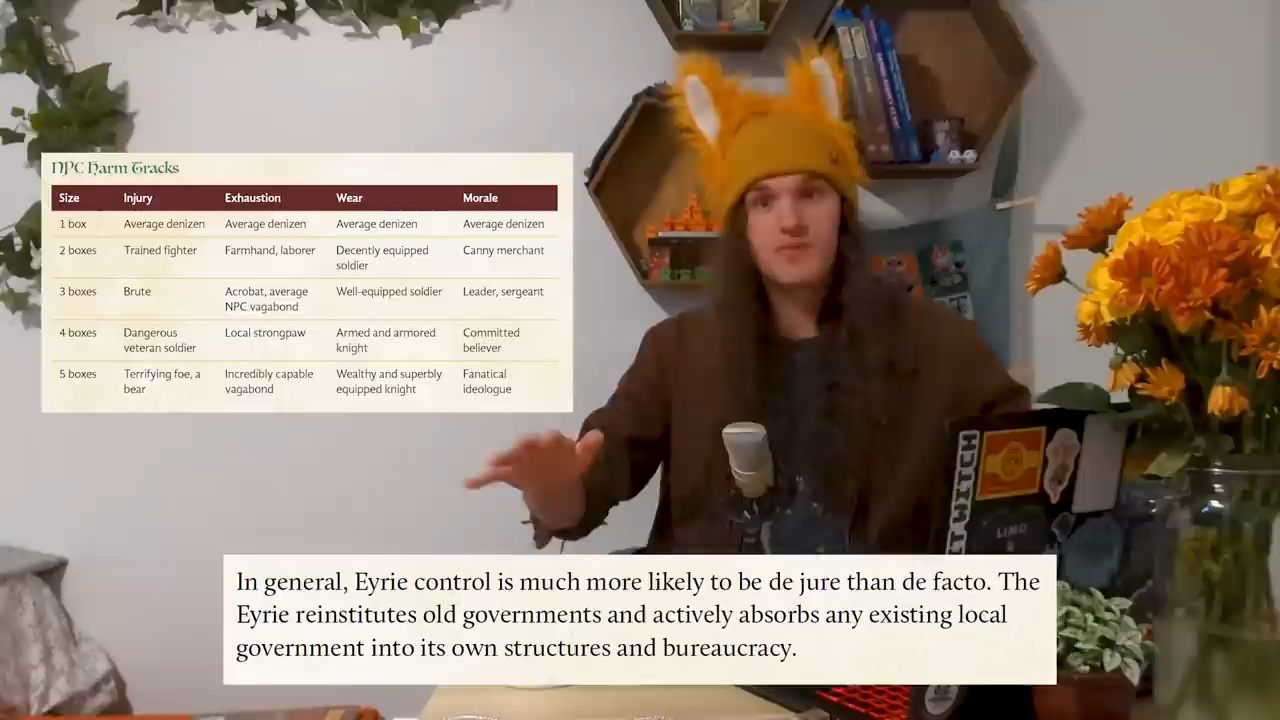 NPC Harm Tracks
Size Injury Exhaustion Wear Morale
1 box Average denizen Average denizen Average denizen Average denizen
2 boxes Trained fighter Farmhand, laborer Decently equipped soldier Canny merchant
3 boxes Brute Acrobat, average NPC vagabond Well-equipped soldier Leader, sergeant
4 boxes Dangerous veteran soldier Local strongpaw Armed and armored knight Committed believer
5 boxes Terrifying foe, a bear Incredibly capable vagabond Wealthy and superbly equipped knight Fanatical ideologue
WITCH
LIMO
In general, Eyrie control is much more likely to be de jure than de facto. The
Eyrie reinstitutes old governments and actively absorbs any existing local
government into its own structures and bureaucracy.